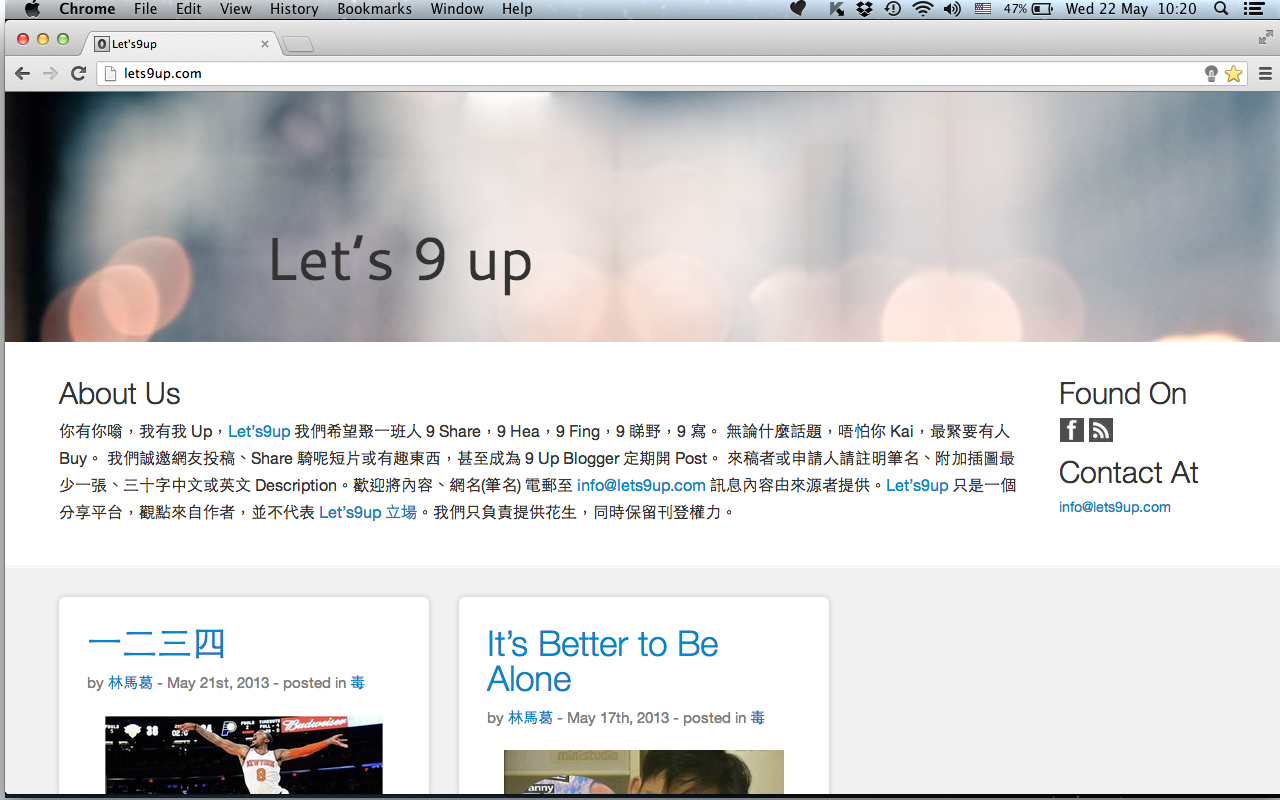 Chrome File Edit View History Bookmarks Window Help 47% Wed 22 May 10:20
Let's9up
lets9up.com
Let's 9 up
About Us
你有你噏，我有我 Up，Let's9up 我們希望聚一班人 9 Share，9 Hea，9 Fing，9 睇野，9 寫。 無論什麼話題，唔怕你 Kai，最緊要有人
Buy。 我們誠邀網友投稿、Share 騎呢短片或有趣東西，甚至成為 9 Up Blogger 定期開 Post。 來稿者或申請人請註明筆名、附加插圖最
少一張、三十字中文或英文 Description。歡迎將內容、網名(筆名) 電郵至 info@lets9up.com 訊息內容由來源者提供。Let's9up 只是一個
分享平台，觀點來自作者，並不代表 Let's9up 立場。我們只負責提供花生，同時保留刊登權力。
Found On
Contact At
info@lets9up.com
一二三四
by 林馬葛 - May 21st, 2013 - posted in 毒
FOULS 38 TIMEOUTS FOULS
Budweiser
NEW YORK
8
It's Better to Be
Alone
by 林馬葛 - May 17th, 2013 - posted in 毒
ministudio
anny